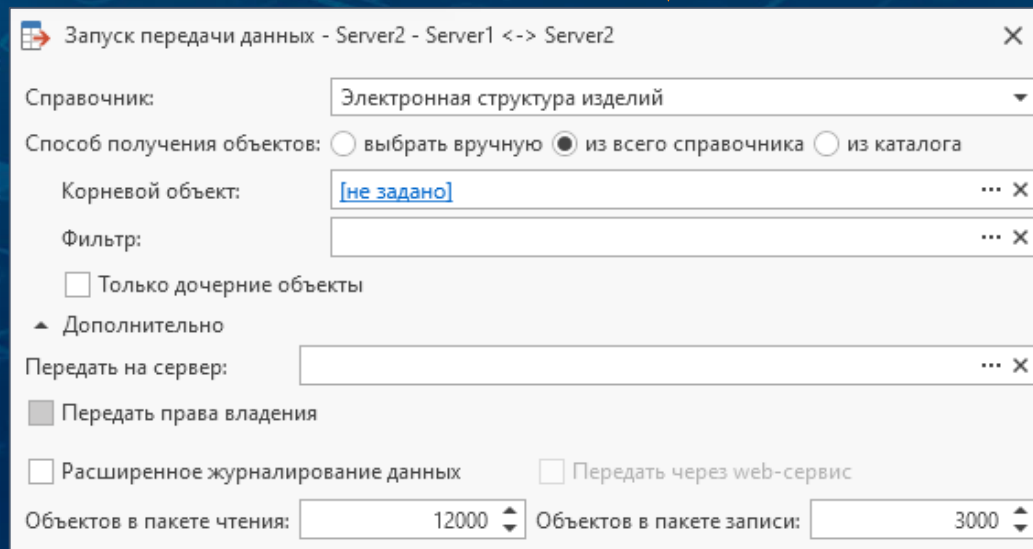 Запуск передачи данных - Server2 - Server1 <-> Server2
Справочник: Электронная структура изделий
Способ получения объектов: выбрать вручную из всего справочника из каталога
Корневой объект: [не задано]
Фильтр:
Только дочерние объекты
Дополнительно
Передать на сервер:
Передать права владения
Расширенное журналирование данных Передать через web-сервис
Объектов в пакете чтения: 12000 Объектов в пакете записи: 3000